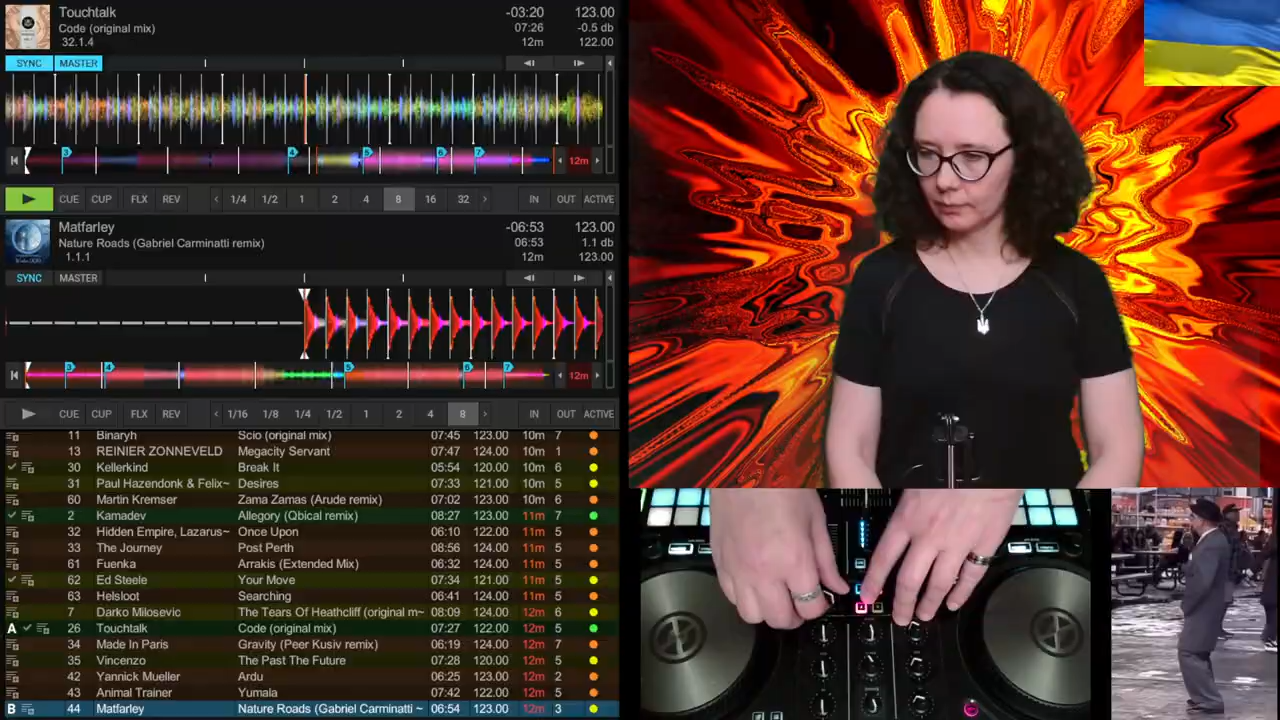 Touchtalk -03:20 123.00
Code (original mix) 07:26 -0.5 db
32.1.4 12m 122.00
SYNC MASTER
3 4 5 6 7 12m
CUE CUP FLX REV 1/4 1/2 1 2 4 8 16 32 IN OUT ACTIVE
Matfarley -06:53 123.00
Nature Roads (Gabriel Carminatti remix) 06:53 1.1 db
1.1.1 12m 123.00
SYNC MASTER
3 4 5 6 7 12m
CUE CUP FLX REV 1/16 1/8 1/4 1/2 1 2 4 8 IN OUT ACTIVE
11 Binaryh Scio (original mix) 07:45 123.00 10m 7
13 REINIER ZONNEVELD Megacity Servant 07:47 124.00 10m 1
30 Kellerkind Break It 05:54 120.00 10m 6
31 Paul Hazendonk & Felix~ Desires 07:33 121.00 10m 5
60 Martin Kremser Zama Zamas (Arude remix) 07:02 123.00 10m 6
2 Kamadev Allegory (Qbical remix) 08:27 123.00 11m 7
32 Hidden Empire, Lazarus~ Once Upon 06:10 122.00 11m 5
33 The Journey Post Perth 08:56 124.00 11m 5
61 Fuenka Arrakis (Extended Mix) 06:32 124.00 11m 5
62 Ed Steele Your Move 07:34 121.00 11m 5
63 Helsloot Searching 06:41 124.00 11m 5
7 Darko Milosevic The Tears Of Heathcliff (original m~ 08:09 124.00 12m 6
A 26 Touchtalk Code (original mix) 07:27 122.00 12m 5
34 Made In Paris Gravity (Peer Kusiv remix) 06:19 124.00 12m 7
35 Vincenzo The Past The Future 07:28 120.00 12m 5
42 Yannick Mueller Ardu 06:25 123.00 12m 2
43 Animal Trainer Yumala 07:42 122.00 12m 5
B 44 Matfarley Nature Roads (Gabriel Carminatti ~ 06:54 123.00 12m 3